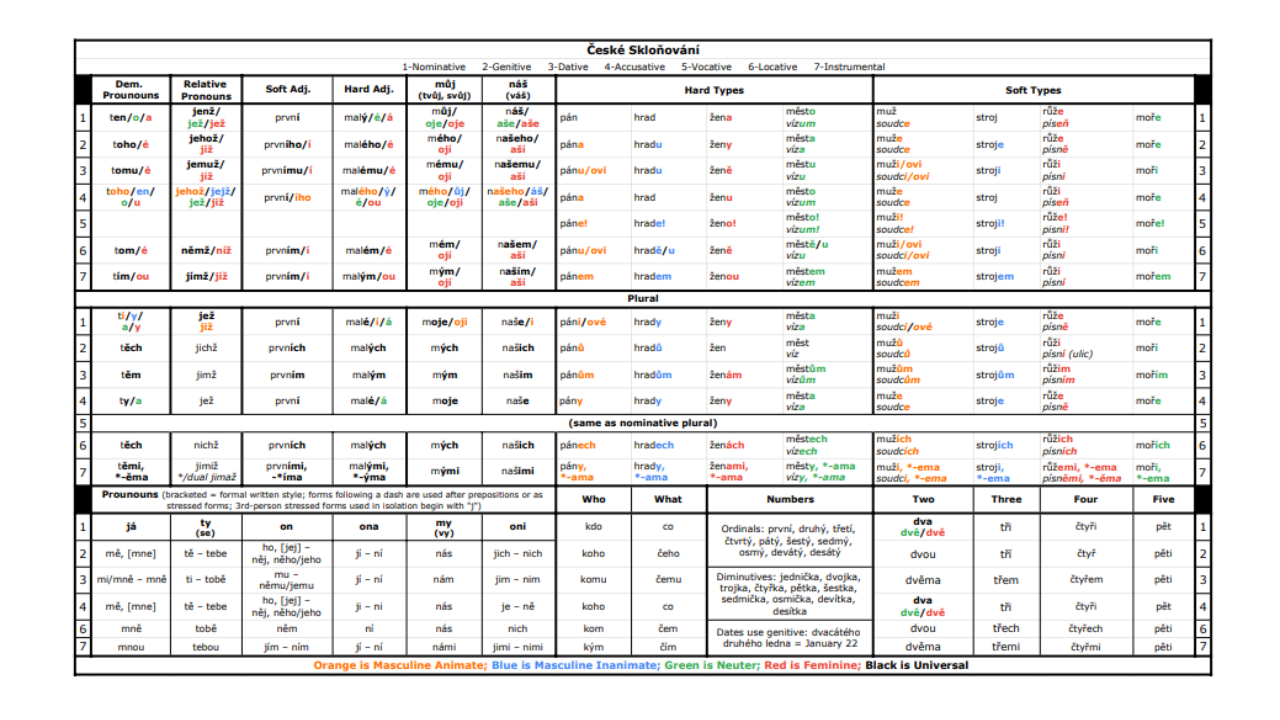 České Skloňování
1-Nominative 2-Genitive 3-Dative 4-Accusative 5-Vocative 6-Locative 7-Instrumental
Dem. Prounouns Relative Pronouns Soft Adj. Hard Adj. můj (tvůj, svůj) náš (váš) Hard Types Soft Types
1 ten/o/a jenž/ jež/jež první malý/é/á můj/ oje/oje náš/ aše/aše pán hrad žena město vízum muž soudce stroj růže píseň moře 1
2 toho/é jehož/ jíž prvního/í malého/é mého/ ojí našeho/ aší pána hradu ženy města víza muže soudce stroje růže písně moře 2
3 tomu/é jemuž/ jíž prvnímu/í malému/é mému/ ojí našemu/ aší pánu/ovi hradu ženě městu vízu muži/ovi soudci/ovi stroji růži písni moři 3
4 toho/en/ o/u jehož/jejž/ jež/již první/ího malého/ý/ é/ou mého/ůj/ oje/oji našeho/áš/ aše/aši pána hrad ženu město vízum muže soudce stroj růži píseň moře 4
5 páne! hrade! ženo! město! vízum! muži! soudce! stroji! růže! písni! moře! 5
6 tom/é němž/níž prvním/í malém/é mém/ ojí našem/ aší pánu/ovi hradě/u ženě městě/u vízu muži/ovi soudci/ovi stroji růži písni moři 6
7 tím/ou jímž/jíž prvním/í malým/ou mým/ ojí naším/ aší pánem hradem ženou městem vízem mužem soudcem strojem růží písní mořem 7
Plural
1 ti/y/ a/y jež již první malé/í/á moje/oji naše/i páni/ové hrady ženy města víza muži soudci/ové stroje růže písně moře 1
2 těch jichž prvních malých mých našich pánů hradů žen měst víz mužů soudců strojů růží písní (ulic) moří 2
3 těm jimž prvním malým mým našim pánům hradům ženám městům vízům mužům soudcům strojům růžím písním mořím 3
4 ty/a jež první malé/á moje naše pány hrady ženy města víza muže soudce stroje růže písně moře 4
5 (same as nominative plural) 5
6 těch nichž prvních malých mých našich pánech hradech ženách městech vízech mužích soudcích strojích růžích písních mořích 6
7 těmi, *-ěma jimiž */dual jimaž prvními, -*íma malými, *-ýma mými našimi pány, *-ama hrady, *-ama ženami, *-ama městy, *-ama vízy, *-ama muži, *-ema soudci, *-ema stroji, *-ema růžemi, *-ema písněmi, *-ěma moři, *-ema 7
Prounouns (bracketed = formal written style; forms following a dash are used after prepositions or as stressed forms; 3rd-person stressed forms used in isolation begin with "j") Who What Numbers Two Three Four Five
1 já ty (se) on ona my (vy) oni kdo co Ordinals: první, druhý, třetí, čtvrtý, pátý, šestý, sedmý, osmý, devátý, desátý dva dvě/dvě tři čtyři pět 1
2 mě, [mne] tě – tebe ho, [jej] – něj, něho/jeho jí – ní nás jich – nich koho čeho dvou tří čtyř pěti 2
3 mi/mně – mně ti – tobě mu – němu/jemu jí – ní nám jim – nim komu čemu Diminutives: jednička, dvojka, trojka, čtyřka, pětka, šestka, sedmička, osmička, devítka, desítka dvěma třem čtyřem pěti 3
4 mě, [mne] tě – tebe ho, [jej] – něj, něho/jeho ji – ni nás je – ně koho co dva dvě/dvě tři čtyři pět 4
6 mně tobě něm ní nás nich kom čem Dates use genitive: dvacátého druhého ledna = January 22 dvou třech čtyřech pěti 6
7 mnou tebou jím – ním jí – ní námi jimi – nimi kým čím dvěma třemi čtyřmi pěti 7
Orange is Masculine Animate; Blue is Masculine Inanimate; Green is Neuter; Red is Feminine; Black is Universal